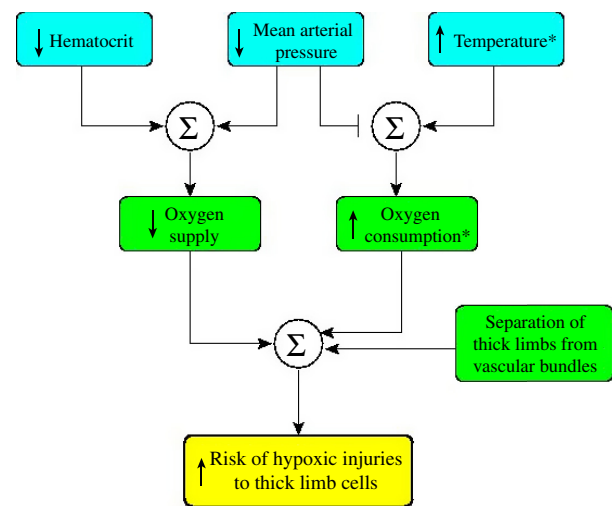 ↓ Hematocrit
↓ Mean arterial
pressure
↑ Temperature*
Σ
Σ
↓ Oxygen
supply
↑ Oxygen
consumption*
Separation of
thick limbs from
vascular bundles
Σ
↑ Risk of hypoxic injuries
to thick limb cells